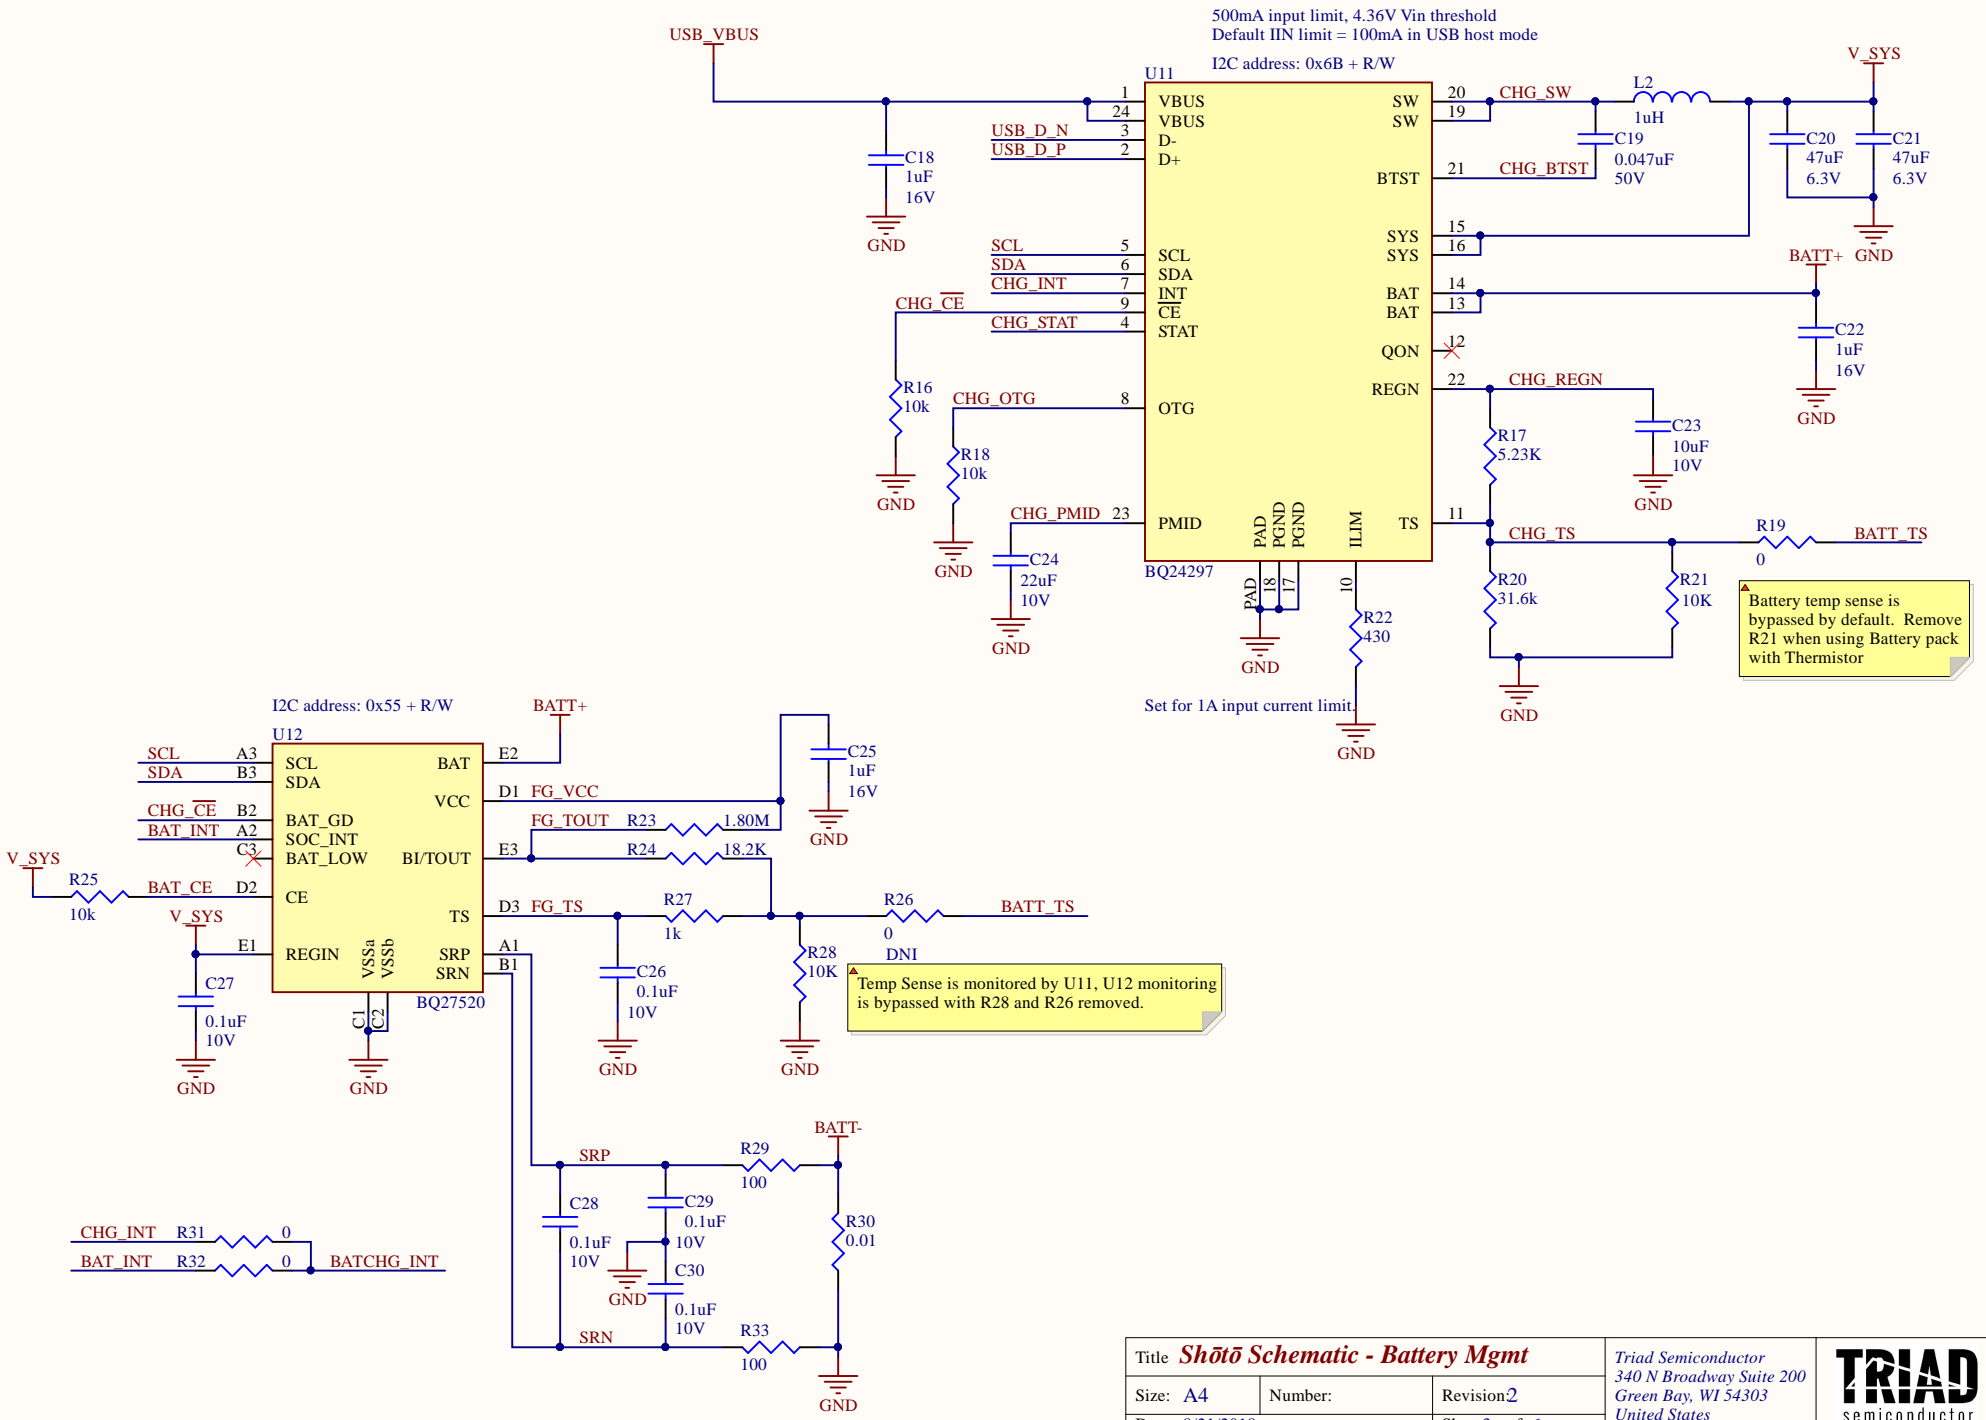 500mA input limit, 4.36V Vin threshold
Default IIN limit = 100mA in USB host mode
I2C address: 0x6B + R/W
USB_VBUS
U11
V_SYS
1 VBUS
24 VBUS
USB_D_N 3 D-
USB_D_P 2 D+
SW 20 CHG_SW
SW 19
L2
1uH
C18
1uF
16V
GND
C19
0.047uF
50V
BTST 21 CHG_BTST
C20
47uF
6.3V
C21
47uF
6.3V
GND
SYS 15
SYS 16
SCL 5 SCL
SDA 6 SDA
CHG_INT 7 INT
CHG_CE 9 CE
CHG_STAT 4 STAT
BATT+
BAT 14
BAT 13
QON 12
C22
1uF
16V
GND
REGN 22 CHG_REGN
R16
10k
GND
CHG_OTG 8 OTG
R18
10k
GND
R17
5.23K
C23
10uF
10V
GND
CHG_PMID 23 PMID
C24
22uF
10V
GND
PAD
PGND
PGND
ILIM
TS 11
CHG_TS
R19
0
BATT_TS
BQ24297
PAD
18
17
10
GND
R22
430
R20
31.6k
R21
10K
GND
Battery temp sense is
bypassed by default. Remove
R21 when using Battery pack
with Thermistor
Set for 1A input current limit.
GND
I2C address: 0x55 + R/W
U12
BATT+
SCL A3 SCL
SDA B3 SDA
CHG_CE B2 BAT_GD
BAT_INT A2 SOC_INT
C3 BAT_LOW
BAT E2
VCC D1 FG_VCC
C25
1uF
16V
GND
FG_TOUT R23 1.80M
BI/TOUT E3 R24 18.2K
V_SYS
R25
10k
BAT_CE D2 CE
V_SYS
E1 REGIN
TS D3 FG_TS
R27
1k
R26
0
DNI
BATT_TS
SRP A1
SRN B1
VSSa
VSSb
BQ27520
C1
C2
GND
C27
0.1uF
10V
GND
C26
0.1uF
10V
GND
R28
10K
GND
Temp Sense is monitored by U11, U12 monitoring
is bypassed with R28 and R26 removed.
BATT-
SRP
R29
100
C28
0.1uF
10V
C29
0.1uF
10V
GND
C30
0.1uF
10V
R30
0.01
SRN
R33
100
GND
CHG_INT R31 0
BAT_INT R32 0 BATCHG_INT
Title Shōtō Schematic - Battery Mgmt
Size: A4 Number: Revision:2
Triad Semiconductor
340 N Broadway Suite 200
Green Bay, WI 54303
United States
TRIAD
semiconductor